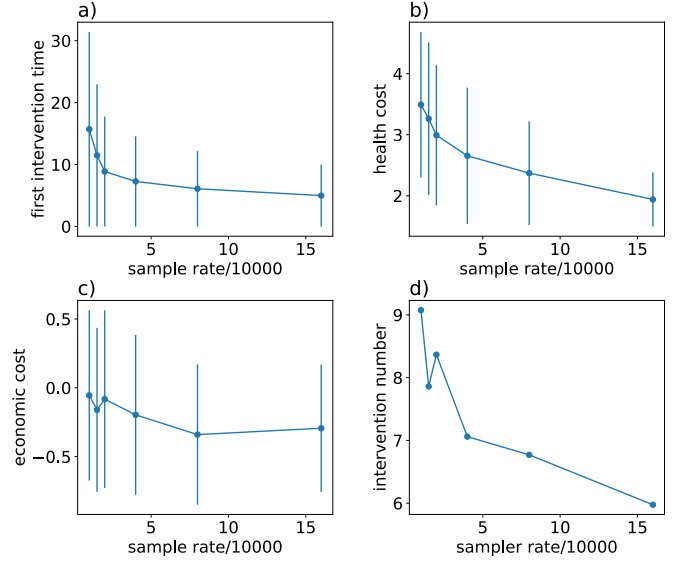 a)
first intervention time
30
20
10
0
5 10 15
sample rate/10000
b)
health cost
4
3
2
5 10 15
sample rate/10000
c)
economic cost
0.5
0.0
−0.5
5 10 15
sample rate/10000
d)
intervention number
9
8
7
6
5 10 15
sampler rate/10000